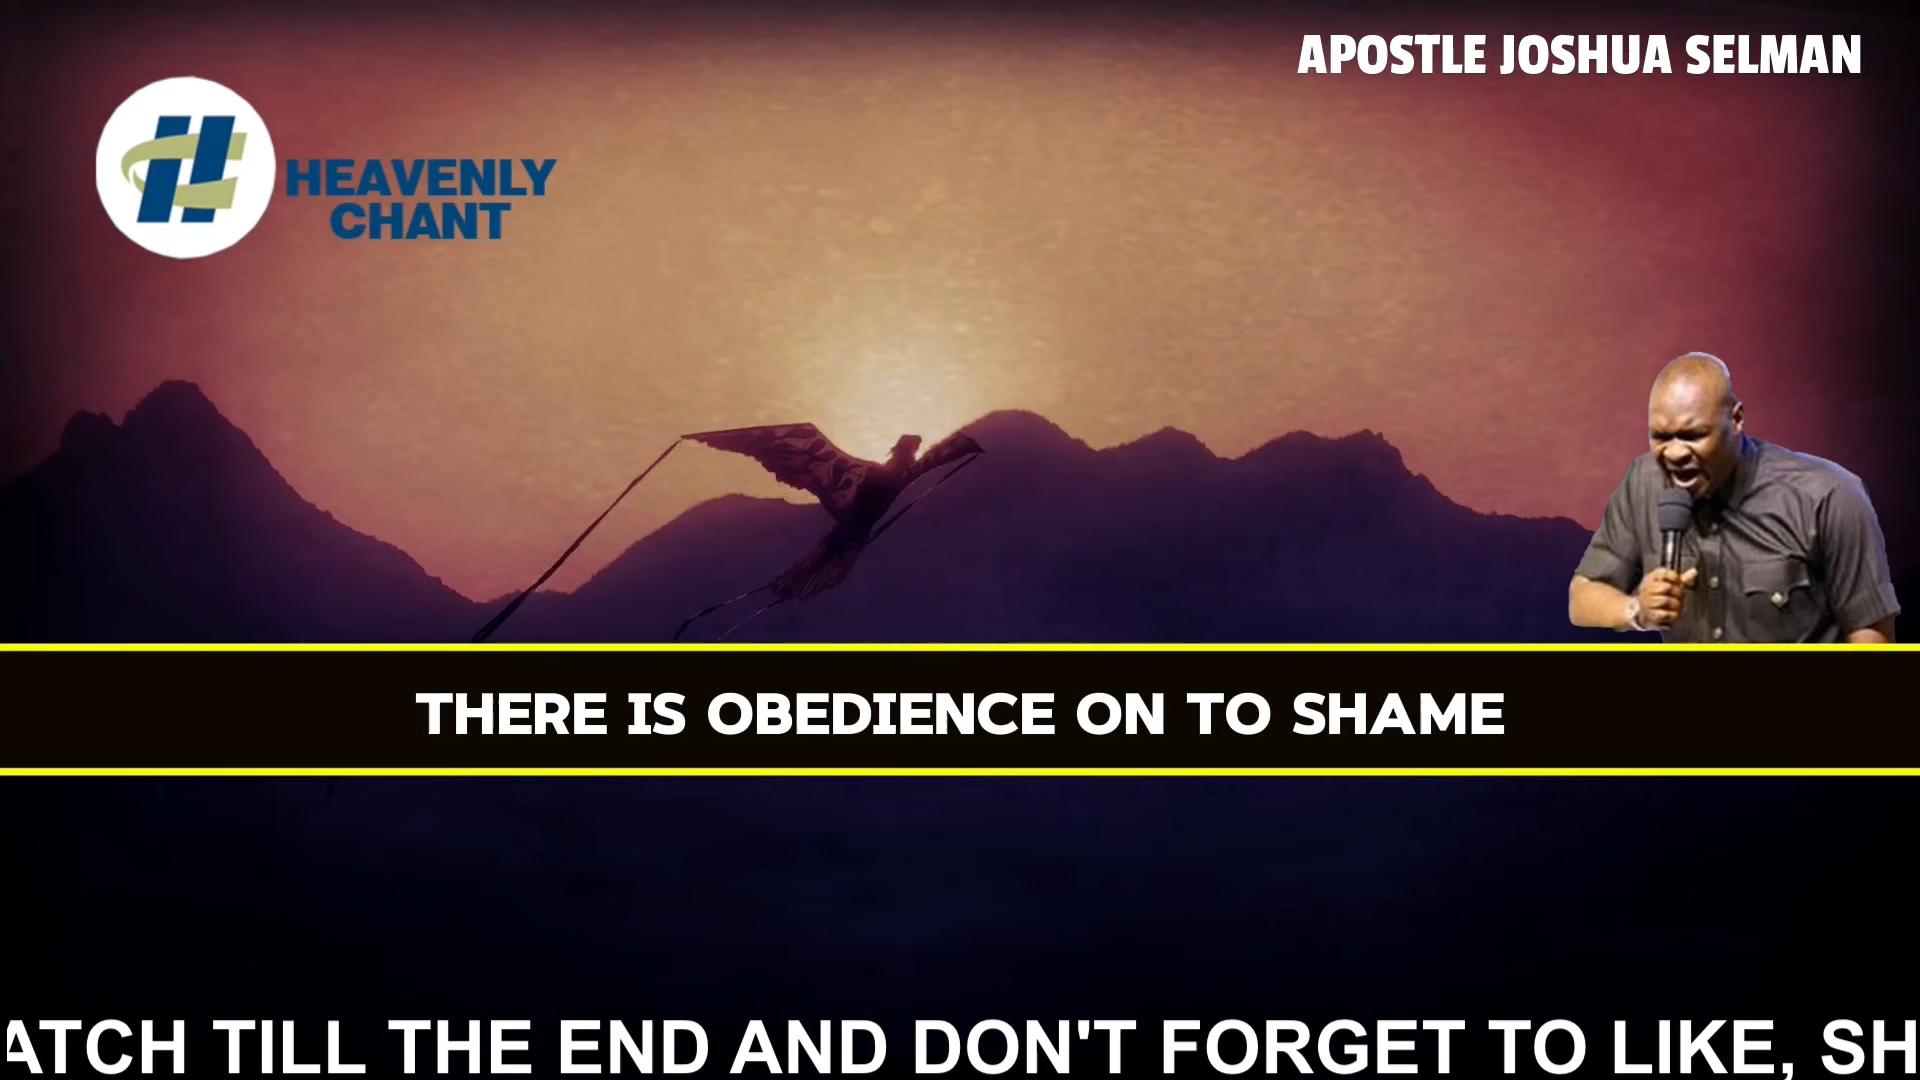 APOSTLE JOSHUA SELMAN
HEAVENLY
CHANT
THERE IS OBEDIENCE ON TO SHAME
ATCH TILL THE END AND DON'T FORGET TO LIKE, SH